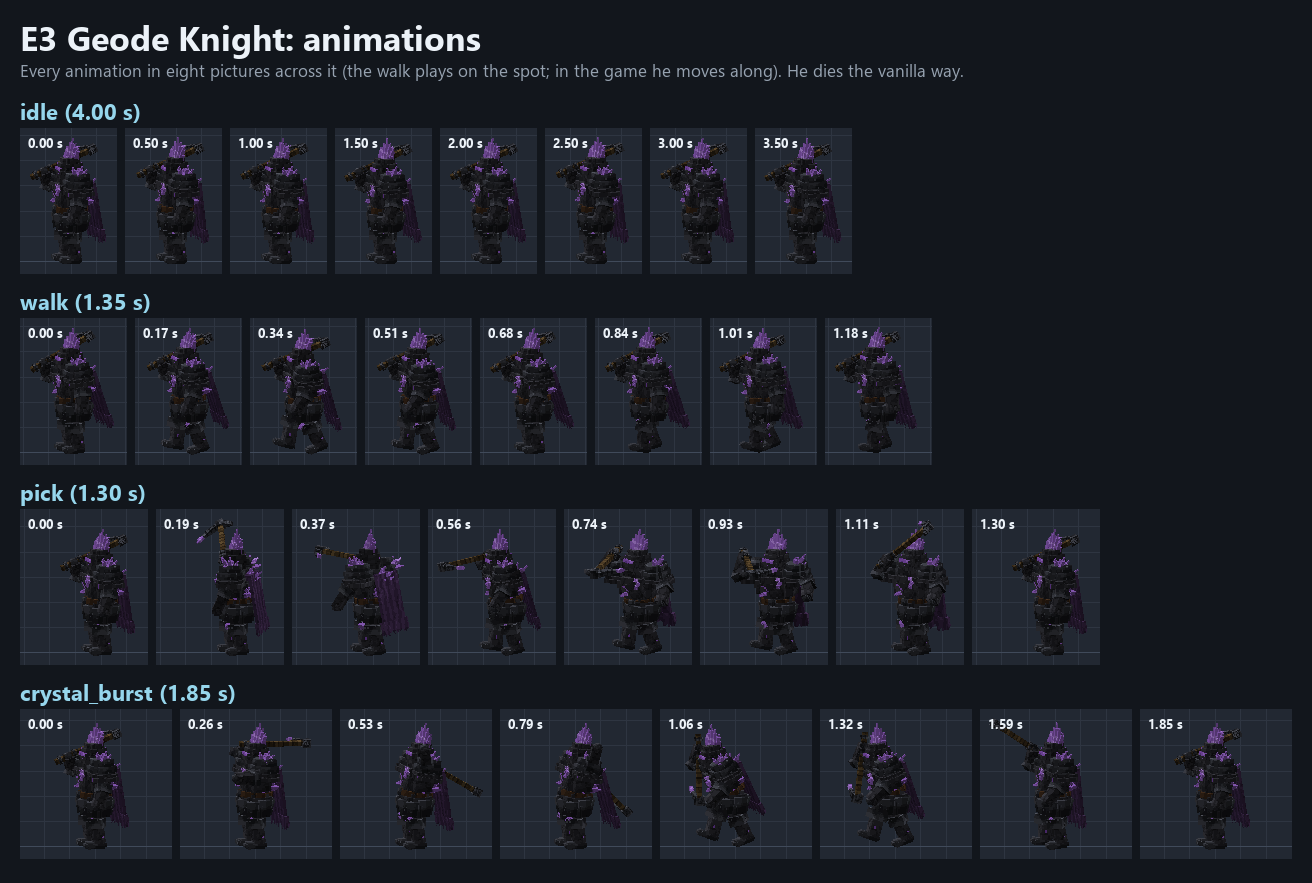 E3 Geode Knight: animations
Every animation in eight pictures across it (the walk plays on the spot; in the game he moves along). He dies the vanilla way.
idle (4.00 s)
0.00 s 0.50 s 1.00 s 1.50 s 2.00 s 2.50 s 3.00 s 3.50 s
walk (1.35 s)
0.00 s 0.17 s 0.34 s 0.51 s 0.68 s 0.84 s 1.01 s 1.18 s
pick (1.30 s)
0.00 s 0.19 s 0.37 s 0.56 s 0.74 s 0.93 s 1.11 s 1.30 s
crystal_burst (1.85 s)
0.00 s 0.26 s 0.53 s 0.79 s 1.06 s 1.32 s 1.59 s 1.85 s